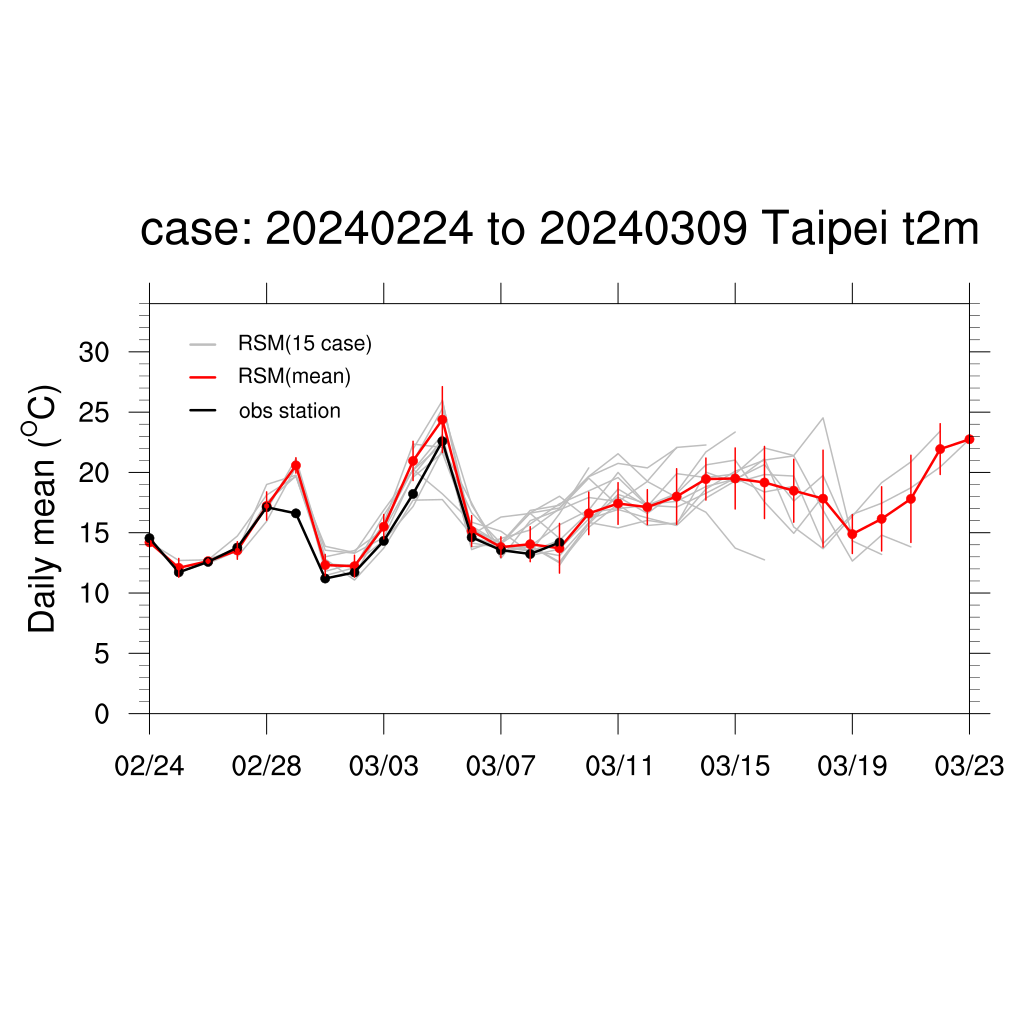 case: 20240224 to 20240309 Taipei t2m
RSM(15 case)
RSM(mean)
obs station
Daily mean (°C)
30
25
20
15
10
5
0
02/24 02/28 03/03 03/07 03/11 03/15 03/19 03/23